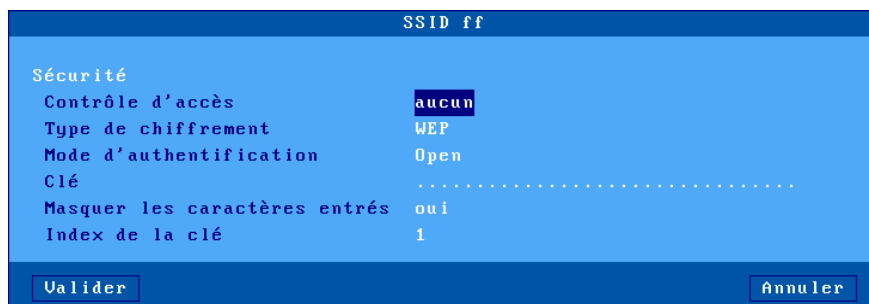 SSID ff
Sécurité
Contrôle d'accès aucun
Type de chiffrement WEP
Mode d'authentification Open
Clé ................................
Masquer les caractères entrés oui
Index de la clé 1
Valider Annuler